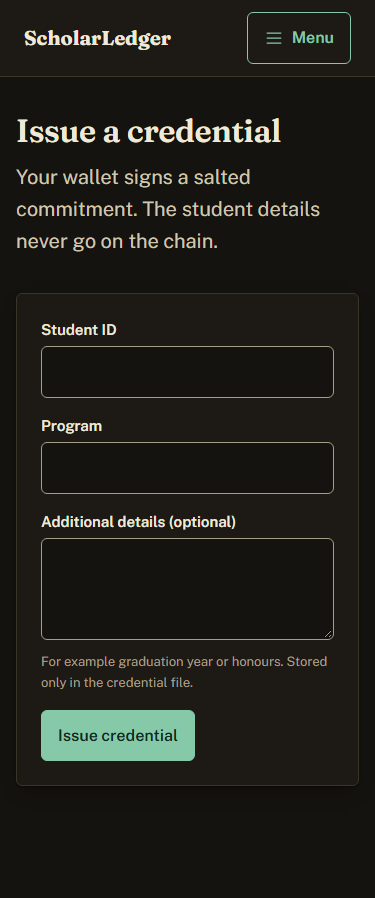 ScholarLedger
Menu
Issue a credential
Your wallet signs a salted
commitment. The student details
never go on the chain.
Student ID
Program
Additional details (optional)
For example graduation year or honours. Stored
only in the credential file.
Issue credential